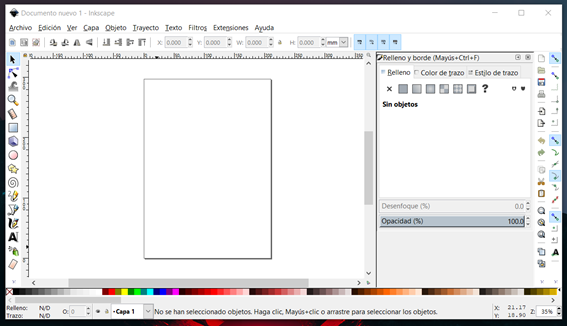 Documento nuevo 1 - Inkscape
Archivo Edición Ver Capa Objeto Trayecto Texto Filtros Extensiones Ayuda
X: 0.000 Y: 0.000 W: 0.000 H: 0.000 mm
Relleno y borde (Mayús+Ctrl+F)
Relleno Color de trazo Estilo de trazo
?
Sin objetos
Desenfoque (%) 0.0
Opacidad (%) 100.0
Relleno: N/D
Trazo: N/D
O: 0
Capa 1
No se han seleccionado objetos. Haga clic, Mayús+clic o arrastre para seleccionar los objetos.
X: 21.17
Y: 18.90
Z: 35%